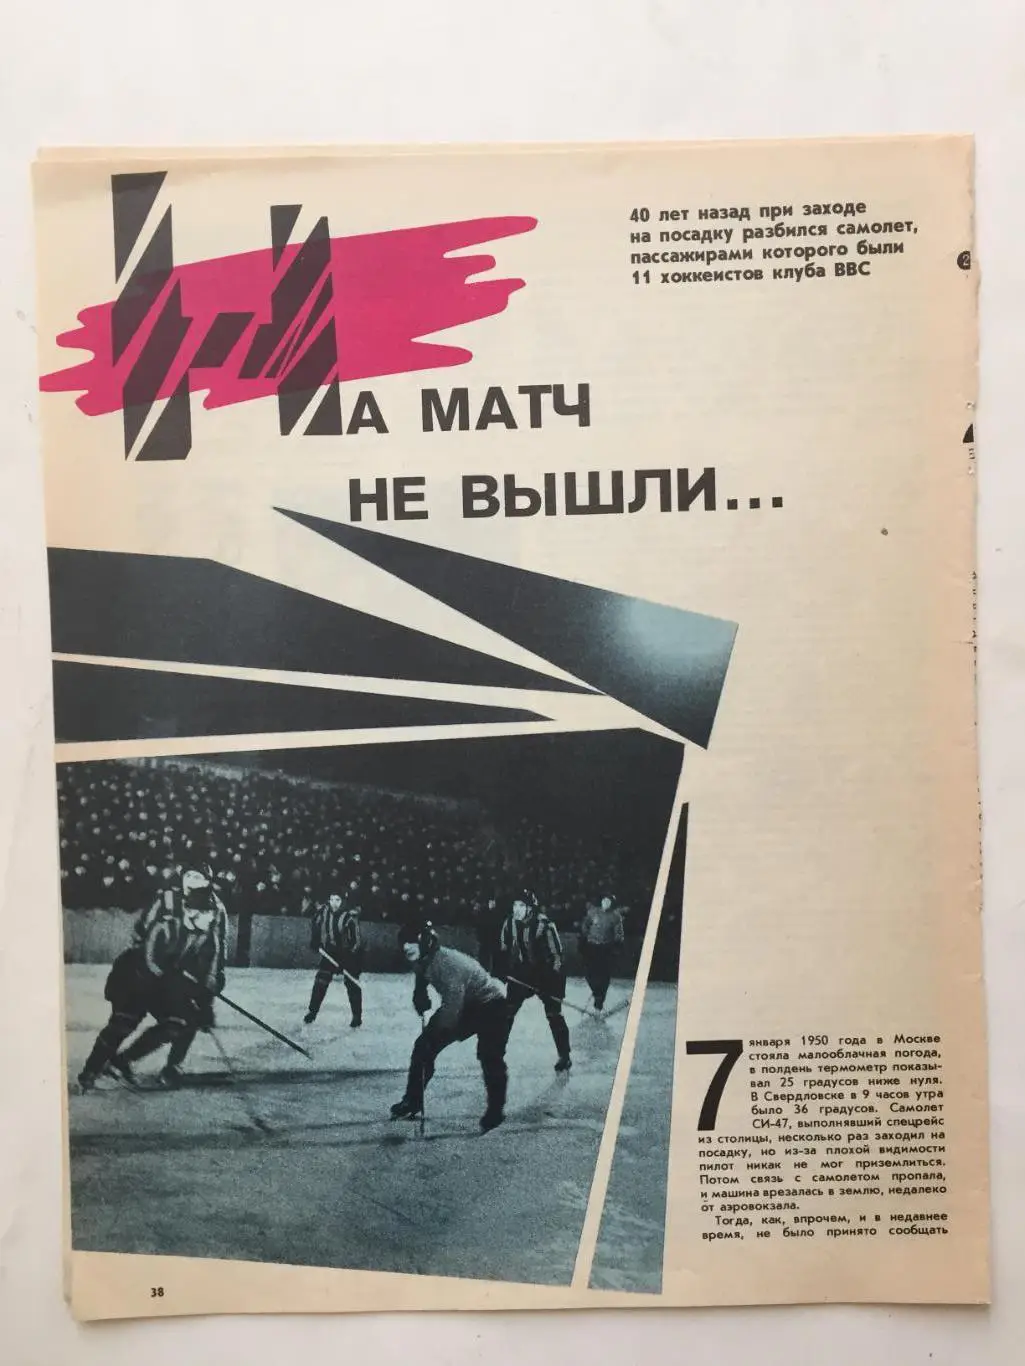 40 лет назад при заходе
на посадку разбился самолет,
пассажирами которого были
11 хоккеистов клуба ВВС
НА МАТЧ
НЕ ВЫШЛИ...
7 января 1950 года в Москве
стояла малооблачная погода,
в полдень термометр показы-
вал 25 градусов ниже нуля.
В Свердловске в 9 часов утра
было 36 градусов. Самолет
СИ-47, выполнявший спецрейс
из столицы, несколько раз заходил на
посадку, но из-за плохой видимости
пилот никак не мог приземлиться.
Потом связь с самолетом пропала,
и машина врезалась в землю, недалеко
от аэровокзала.
Тогда, как, впрочем, и в недавнее
время, не было принято сообщать
38